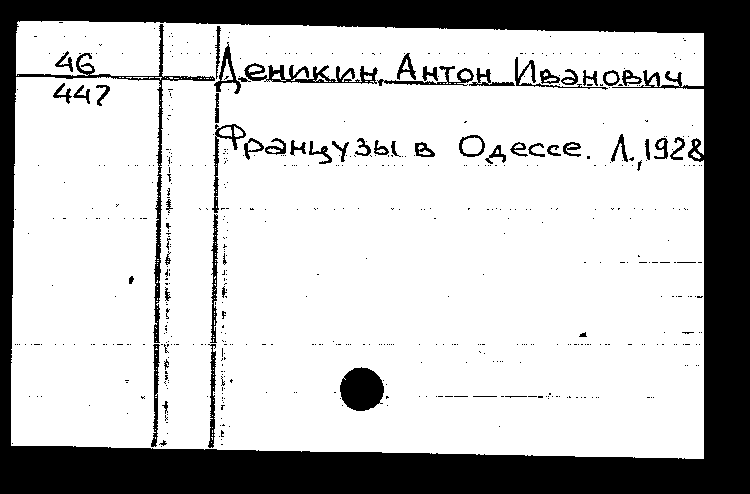 46
447
Деникин, Антон Иванович
Французы в Одессе. Л., 1928